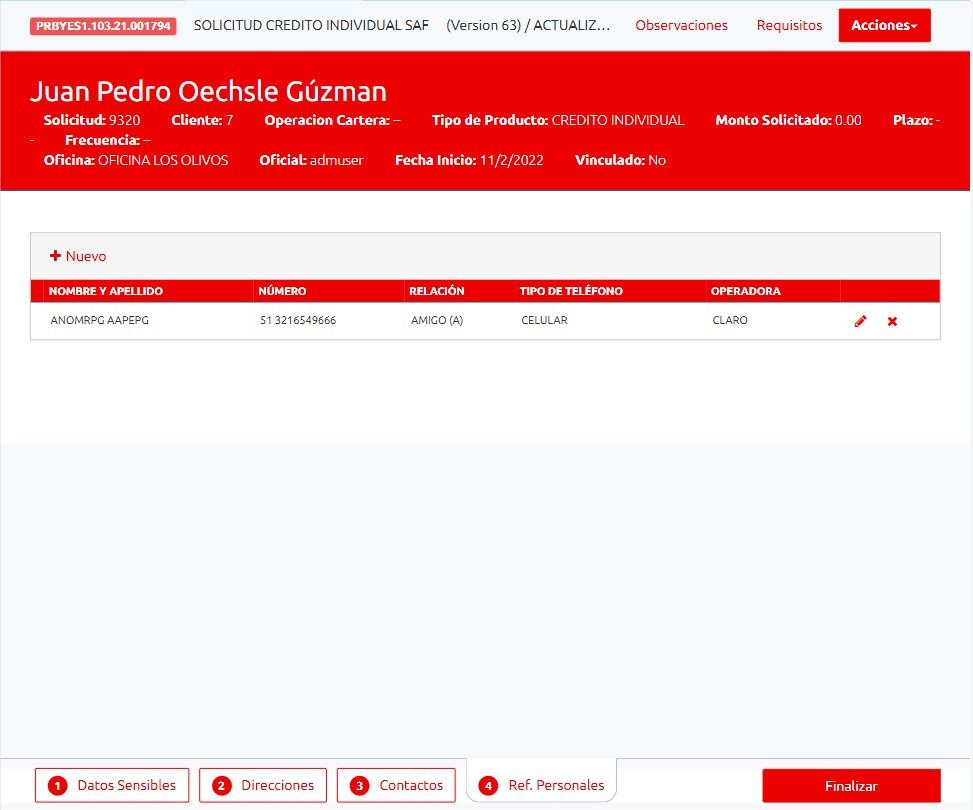 PRBYES1.103.21.001794 SOLICITUD CREDITO INDIVIDUAL SAF (Version 63) / ACTUALIZ... Observaciones Requisitos Acciones
Juan Pedro Oechsle Gúzman
Solicitud: 9320 Cliente: 7 Operacion Cartera: -- Tipo de Producto: CREDITO INDIVIDUAL Monto Solicitado: 0.00 Plazo: -
- Frecuencia: --
Oficina: OFICINA LOS OLIVOS Oficial: admuser Fecha Inicio: 11/2/2022 Vinculado: No
+ Nuevo
NOMBRE Y APELLIDO NÚMERO RELACIÓN TIPO DE TELÉFONO OPERADORA
ANOMRPG AAPEPG 51 3216549666 AMIGO (A) CELULAR CLARO
1 Datos Sensibles 2 Direcciones 3 Contactos 4 Ref. Personales Finalizar